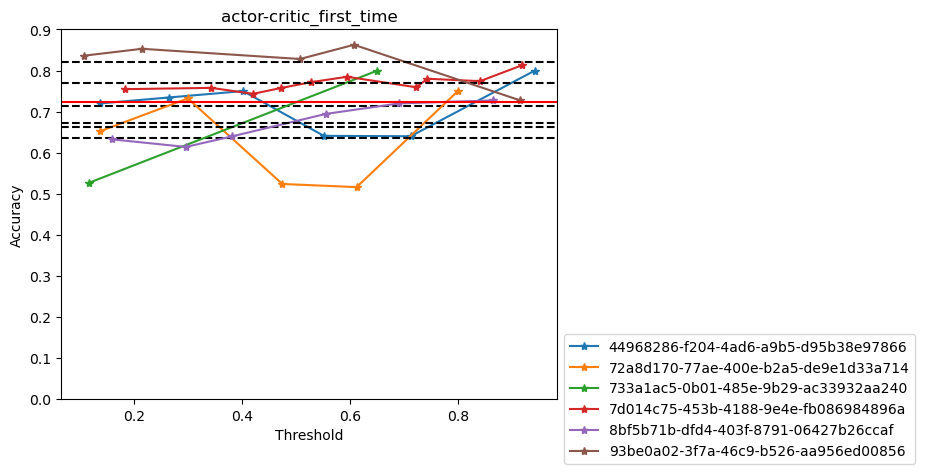 actor-critic_first_time
Accuracy
0.9
0.8
0.7
0.6
0.5
0.4
0.3
0.2
0.1
0.0
0.2
0.4
0.6
0.8
Threshold
44968286-f204-4ad6-a9b5-d95b38e97866
72a8d170-77ae-400e-b2a5-de9e1d33a714
733a1ac5-0b01-485e-9b29-ac33932aa240
7d014c75-453b-4188-9e4e-fb086984896a
8bf5b71b-dfd4-403f-8791-06427b26ccaf
93be0a02-3f7a-46c9-b526-aa956ed00856